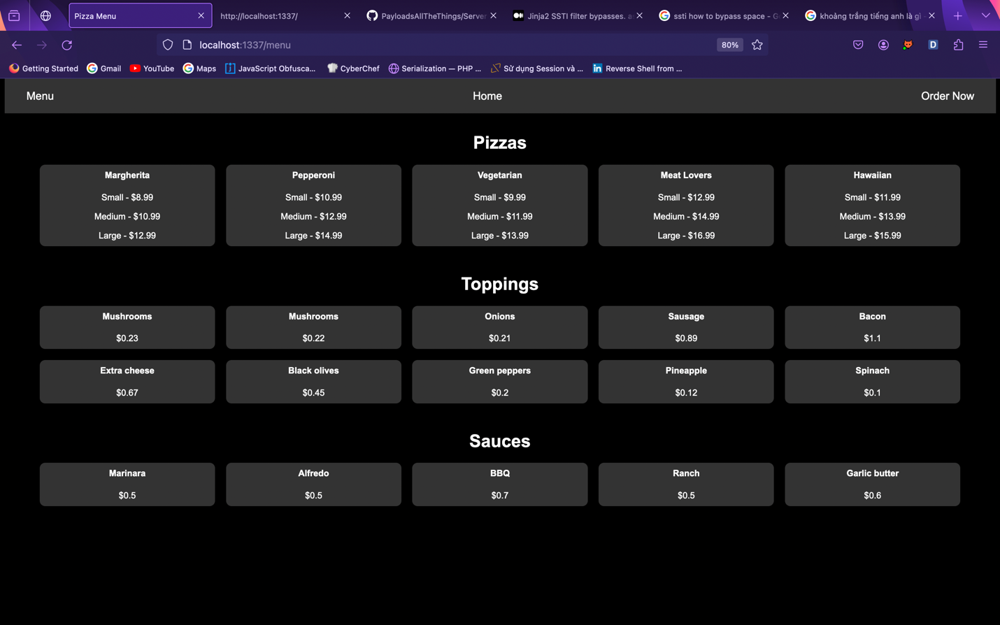 Pizza Menu http://localhost:1337/ PayloadsAllTheThings/Server Jinja2 SSTI filter bypasses. a ssti how to bypass space - G khoảng trắng tiếng anh là gì -
localhost:1337/menu 80%
Getting Started Gmail YouTube Maps JavaScript Obfusca... CyberChef Serialization — PHP ... Sử dụng Session và ... Reverse Shell from ...
Menu Home Order Now
Pizzas
Margherita Pepperoni Vegetarian Meat Lovers Hawaiian
Small - $8.99 Small - $10.99 Small - $9.99 Small - $12.99 Small - $11.99
Medium - $10.99 Medium - $12.99 Medium - $11.99 Medium - $14.99 Medium - $13.99
Large - $12.99 Large - $14.99 Large - $13.99 Large - $16.99 Large - $15.99
Toppings
Mushrooms Mushrooms Onions Sausage Bacon
$0.23 $0.22 $0.21 $0.89 $1.1
Extra cheese Black olives Green peppers Pineapple Spinach
$0.67 $0.45 $0.2 $0.12 $0.1
Sauces
Marinara Alfredo BBQ Ranch Garlic butter
$0.5 $0.5 $0.7 $0.5 $0.6